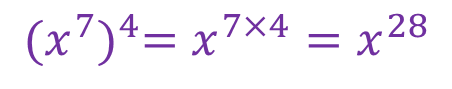 (x⁷)⁴= x⁷ˣ⁴ = x²⁸